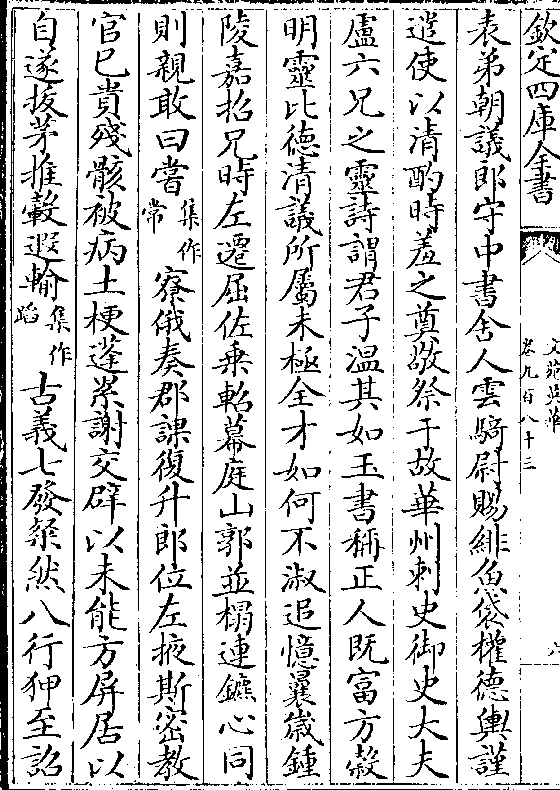 欽定四庫全書
文苑英華
卷九百八十三
表弟朝議郎守中書舍人雲騎尉賜緋魚袋權德輿謹
遣使以清酌時羞之奠敬祭于故華州刺史御史大夫
盧六兄之靈詩謂君子溫其如玉書稱正人既富方穀
明靈比德清議所屬未極全才如何不淑追憶曩歲鍾
陵嘉招兄時左遷屈佐乗軺幕庭山郭並榻連鑣心同
則親敢曰嘗集作常寮俄奏郡課復升郎位左掖斯密教
官已貴殘骸被病土梗蓬累謝交辟以未能方屏居以
自遂拔茅推轂遐輸集作蹈古義七發粲然八行狎至詔